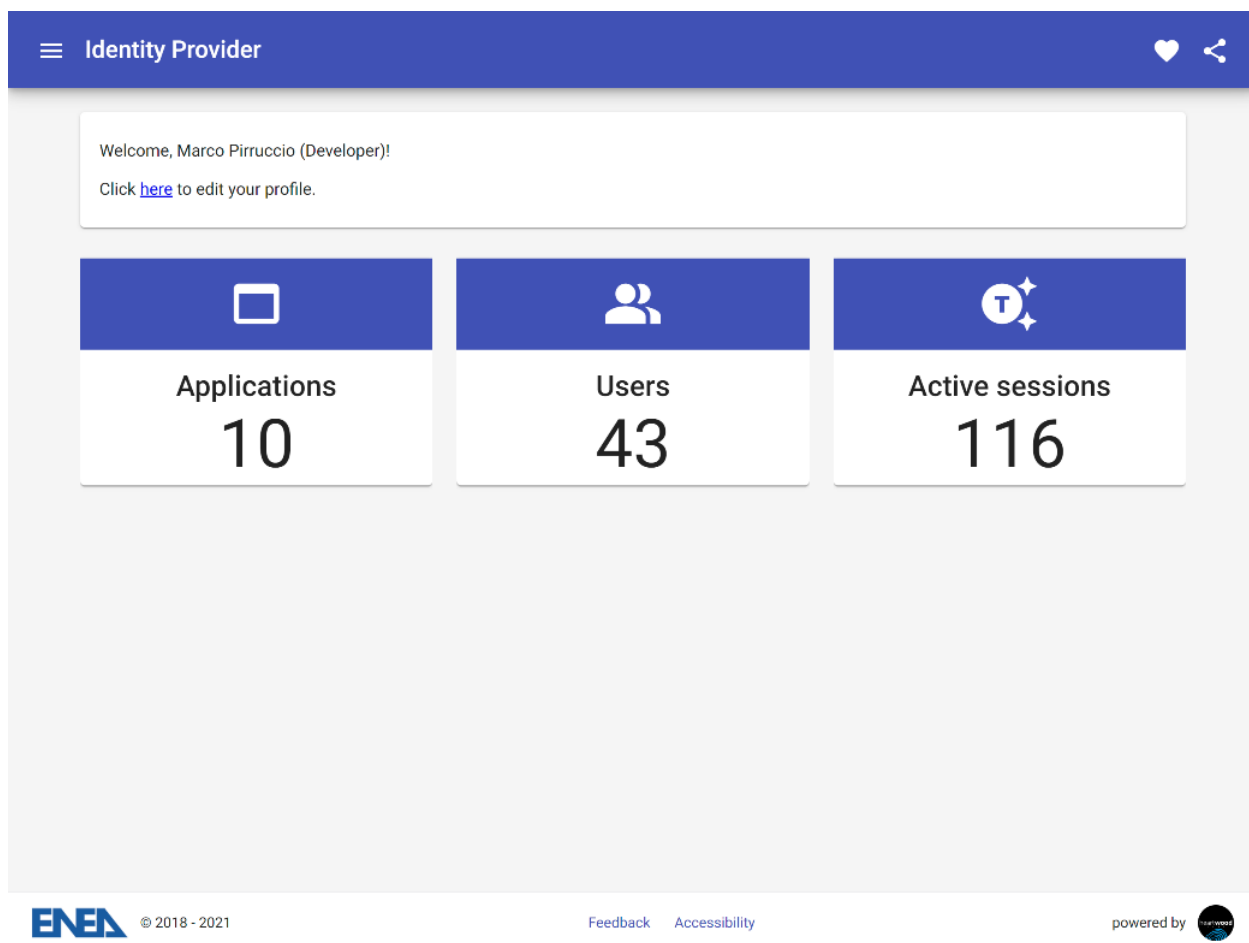 Identity Provider
Welcome, Marco Pirruccio (Developer)!
Click here to edit your profile.
T
Applications
10
Users
43
Active sessions
116
ENEA © 2018 - 2021
Feedback Accessibility
powered by heartwood